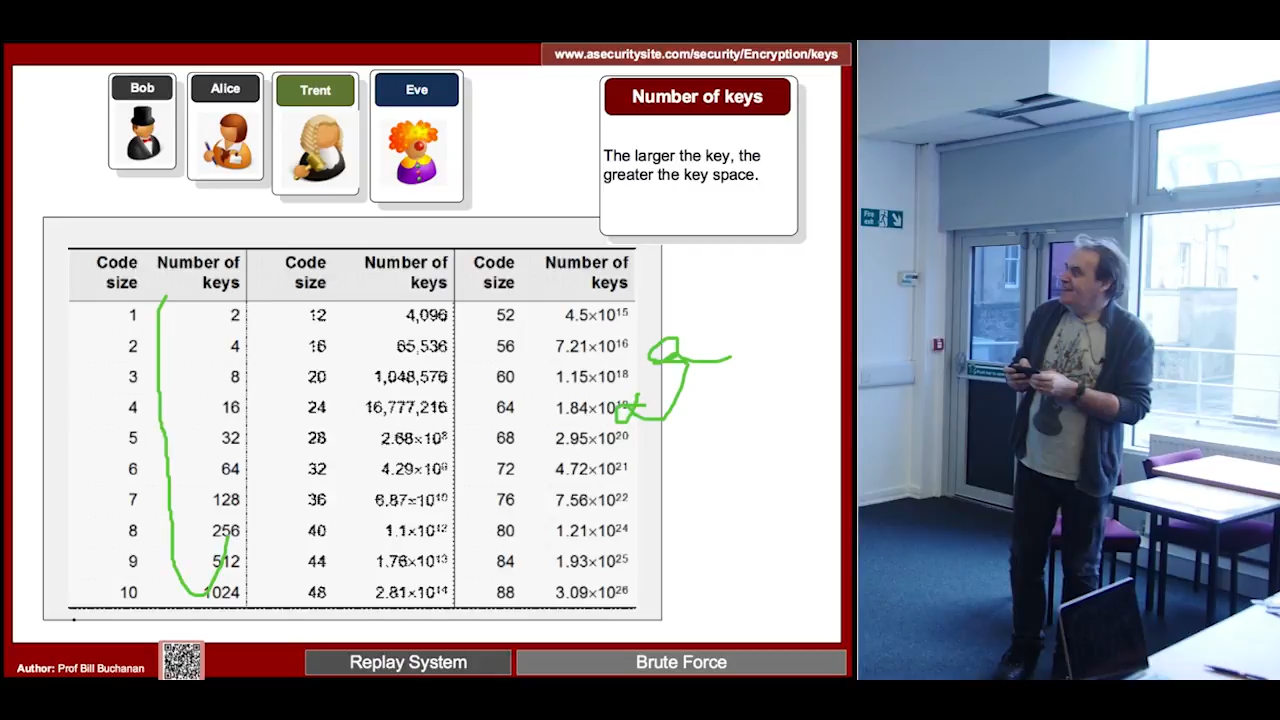 www.asecuritysite.com/security/Encryption/keys
Bob
Alice
Trent
Eve
Number of keys
The larger the key, the
greater the key space.
Code size Number of keys Code size Number of keys Code size Number of keys
1 2 12 4,096 52 4.5×10¹⁵
2 4 16 65,536 56 7.21×10¹⁶
3 8 20 1,048,576 60 1.15×10¹⁸
4 16 24 16,777,216 64 1.84×10¹⁹
5 32 28 2.68×10⁸ 68 2.95×10²⁰
6 64 32 4.29×10⁹ 72 4.72×10²¹
7 128 36 6.87×10¹⁰ 76 7.56×10²²
8 256 40 1.1×10¹² 80 1.21×10²⁴
9 512 44 1.76×10¹³ 84 1.93×10²⁵
10 1024 48 2.81×10¹⁴ 88 3.09×10²⁶
Author: Prof Bill Buchanan
Replay System
Brute Force
Fire
exit